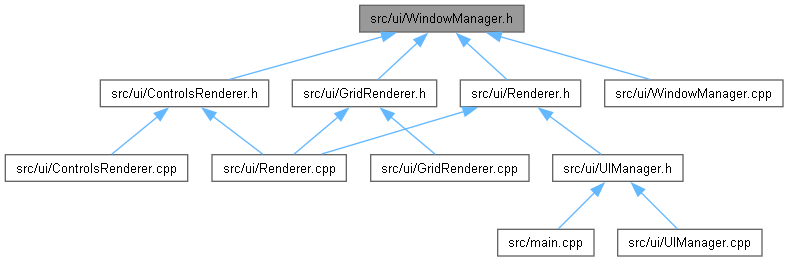 src/ui/WindowManager.h
src/ui/ControlsRenderer.h
src/ui/GridRenderer.h
src/ui/Renderer.h
src/ui/WindowManager.cpp
src/ui/ControlsRenderer.cpp
src/ui/Renderer.cpp
src/ui/GridRenderer.cpp
src/ui/UIManager.h
src/main.cpp
src/ui/UIManager.cpp